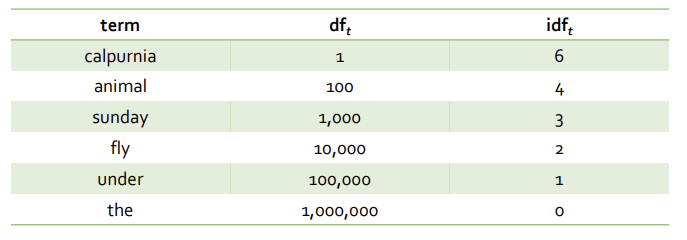 term df_t idf_t
calpurnia 1 6
animal 100 4
sunday 1,000 3
fly 10,000 2
under 100,000 1
the 1,000,000 0